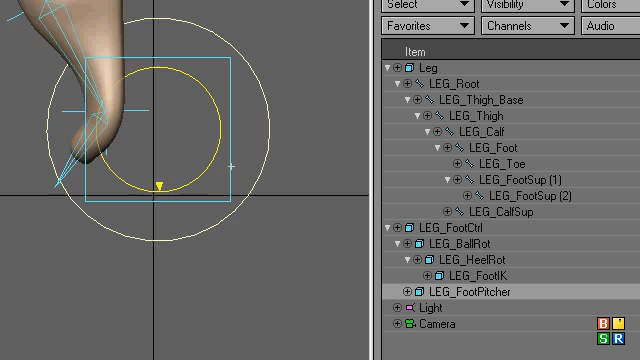 Select
Visibility
Colors
Favorites
Channels
Audio
Item
Leg
LEG_Root
LEG_Thigh_Base
LEG_Thigh
LEG_Calf
LEG_Foot
LEG_Toe
LEG_FootSup (1)
LEG_FootSup (2)
LEG_CalfSup
LEG_FootCtrl
LEG_BallRot
LEG_HeelRot
LEG_FootIK
LEG_FootPitcher
Light
Camera
B
S R